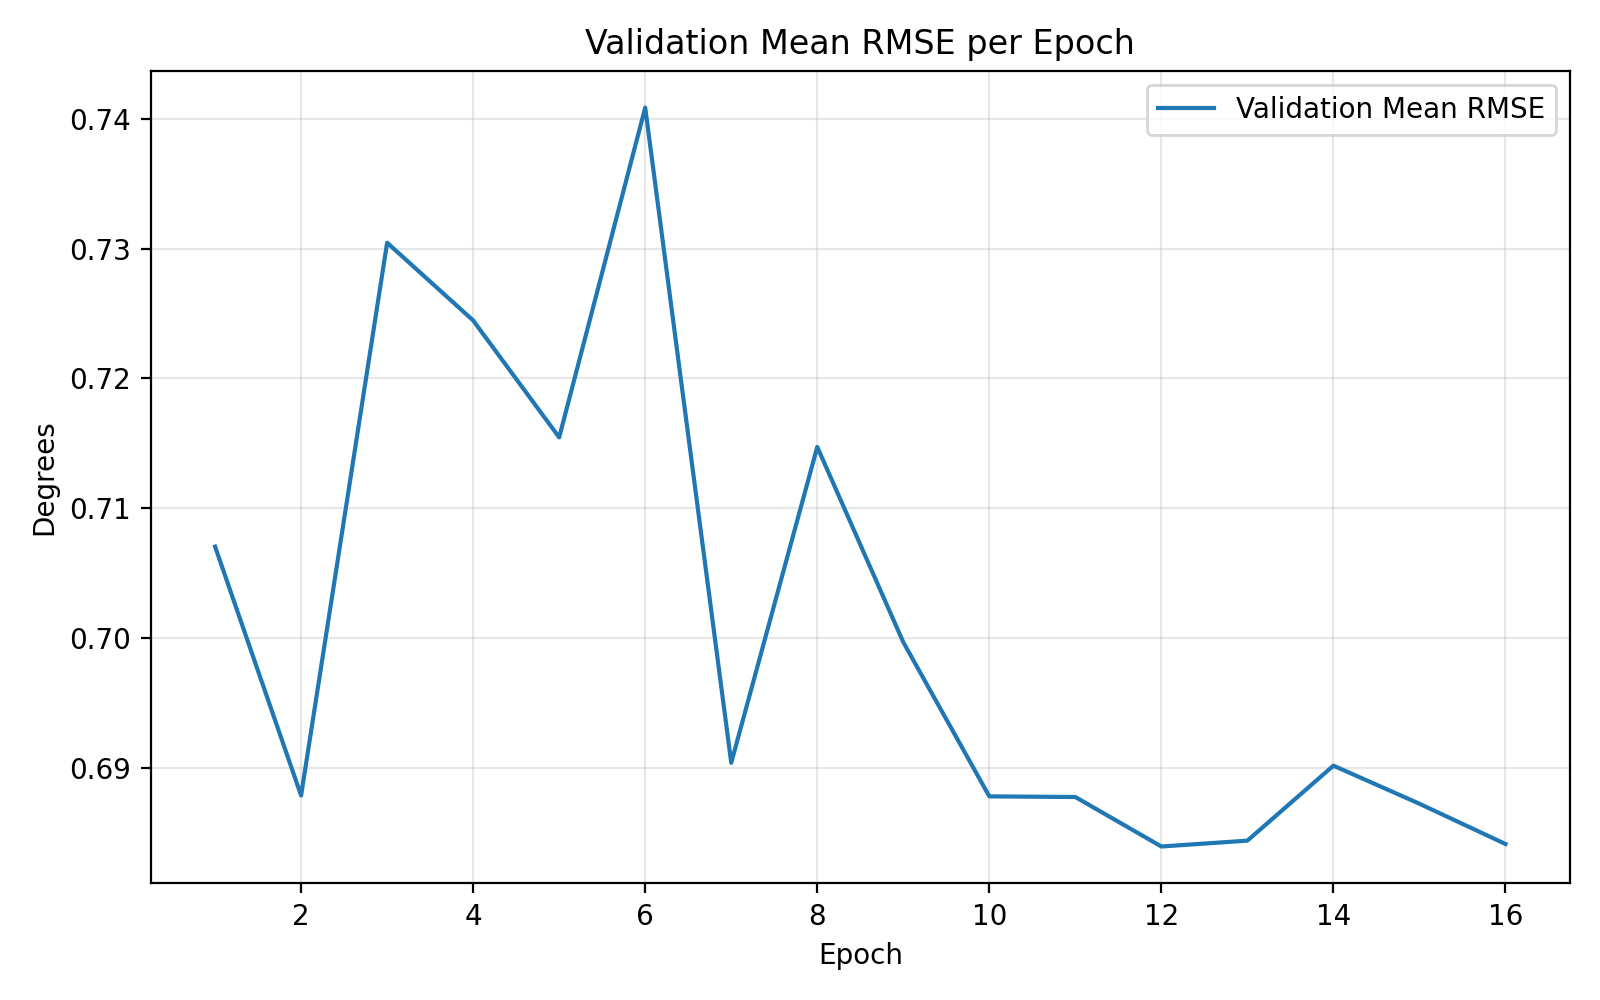 Validation Mean RMSE per Epoch
Validation Mean RMSE
0.74
0.73
0.72
0.71
0.70
0.69
Degrees
2 4 6 8 10 12 14 16
Epoch